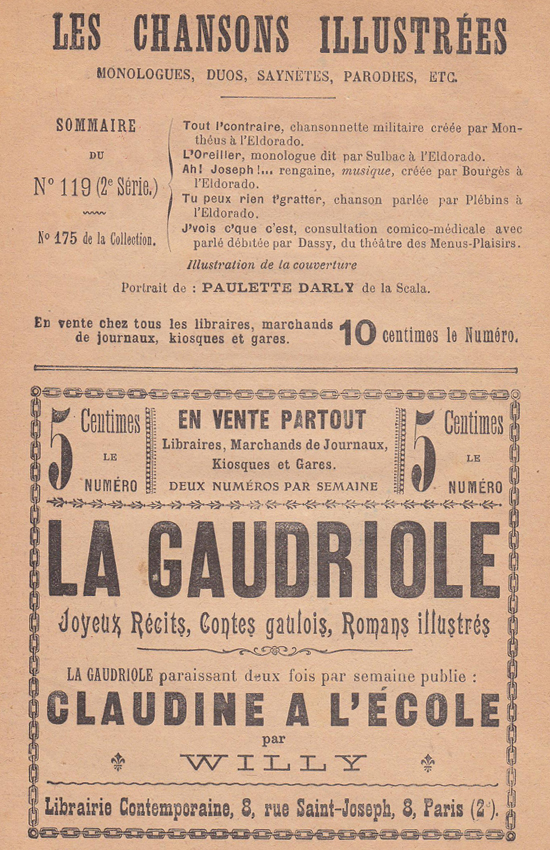 LES CHANSONS ILLUSTRÉES
MONOLOGUES, DUOS, SAYNÈTES, PARODIES, ETC.
SOMMAIRE
DU
Nº 119 (2e Série.)
Nº 175 de la Collection.
Tout l'contraire, chansonnette militaire créée par Mon-
théus à l'Eldorado.
L'Oreiller, monologue dit par Sulbac à l'Eldorado.
Ah! Joseph!... rengaine, musique, créée par Bourgès à
l'Eldorado.
Tu peux rien t'gratter, chanson parlée par Plébins à
l'Eldorado.
J'vois c'que c'est, consultation comico-médicale avec
parlé débitée par Dassy, du théâtre des Menus-Plaisirs.
Illustration de la couverture
Portrait de : PAULETTE DARLY de la Scala.
En vente chez tous les libraires, marchands
de journaux, kiosques et gares.
10 centimes le Numéro.
5 Centimes
LE
NUMÉRO
EN VENTE PARTOUT
Libraires, Marchands de Journaux,
Kiosques et Gares.
DEUX NUMÉROS PAR SEMAINE
5 Centimes
LE
NUMÉRO
LA GAUDRIOLE
Joyeux Récits, Contes gaulois, Romans illustrés
LA GAUDRIOLE paraissant deux fois par semaine publie :
CLAUDINE A L'ÉCOLE
par
WILLY
Librairie Contemporaine, 8, rue Saint-Joseph, 8, Paris (2e).